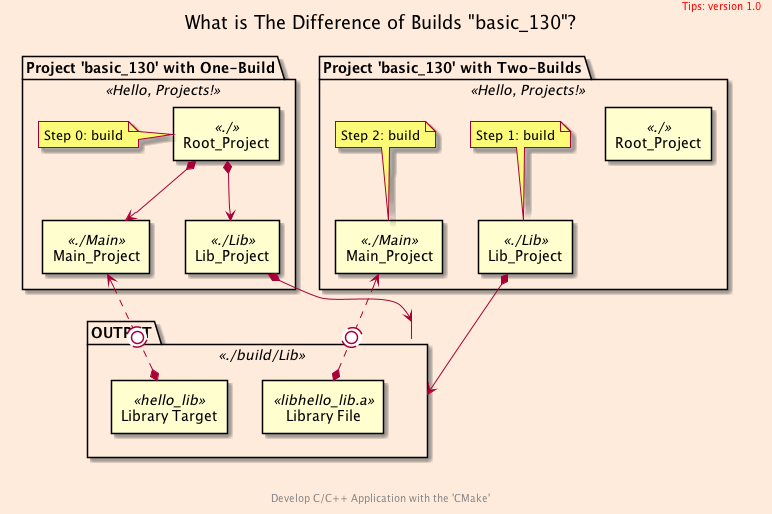 Tips: version 1.0
What is The Difference of Builds "basic_130"?
Project 'basic_130' with One-Build
«Hello, Projects!»
Step 0: build
«./»
Root_Project
«./Main»
Main_Project
«./Lib»
Lib_Project
Project 'basic_130' with Two-Builds
«Hello, Projects!»
Step 2: build
Step 1: build
«./»
Root_Project
«./Main»
Main_Project
«./Lib»
Lib_Project
OUTPUT
«./build/Lib»
«hello_lib»
Library Target
«libhello_lib.a»
Library File
Develop C/C++ Application with the 'CMake'